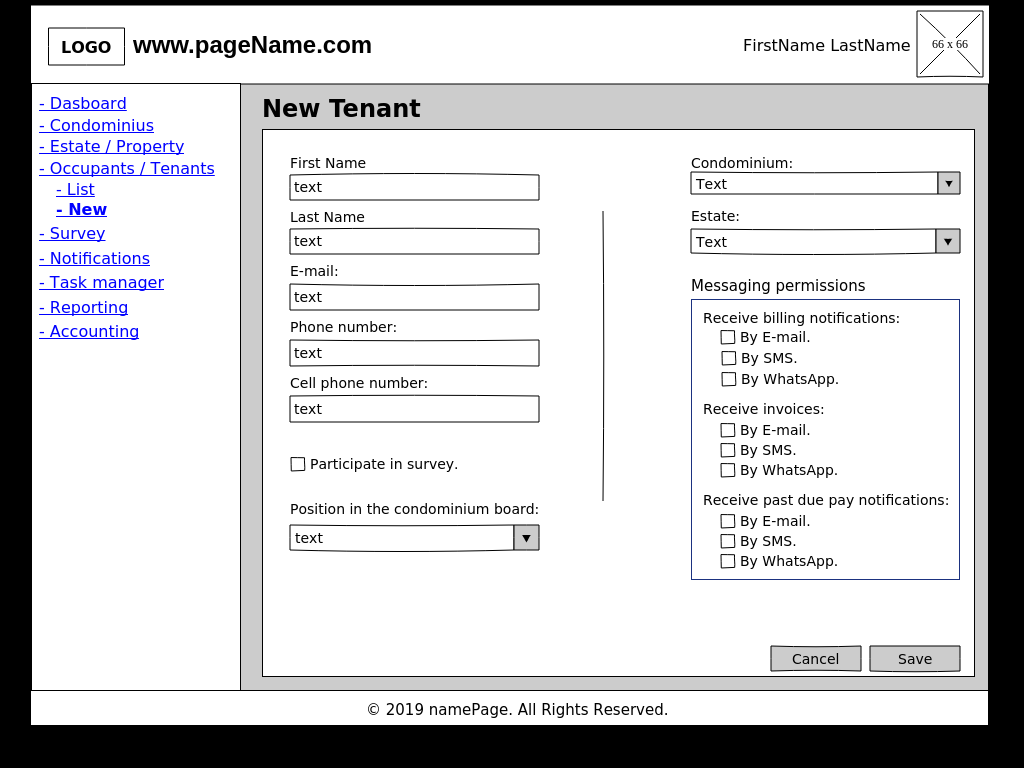 LOGO www.pageName.com
FirstName LastName
66 x 66
- Dasboard
- Condominius
- Estate / Property
- Occupants / Tenants
- List
- New
- Survey
- Notifications
- Task manager
- Reporting
- Accounting
New Tenant
First Name
text
Last Name
text
E-mail:
text
Phone number:
text
Cell phone number:
text
Participate in survey.
Position in the condominium board:
text
Condominium:
Text
Estate:
Text
Messaging permissions
Receive billing notifications:
By E-mail.
By SMS.
By WhatsApp.
Receive invoices:
By E-mail.
By SMS.
By WhatsApp.
Receive past due pay notifications:
By E-mail.
By SMS.
By WhatsApp.
Cancel
Save
© 2019 namePage. All Rights Reserved.